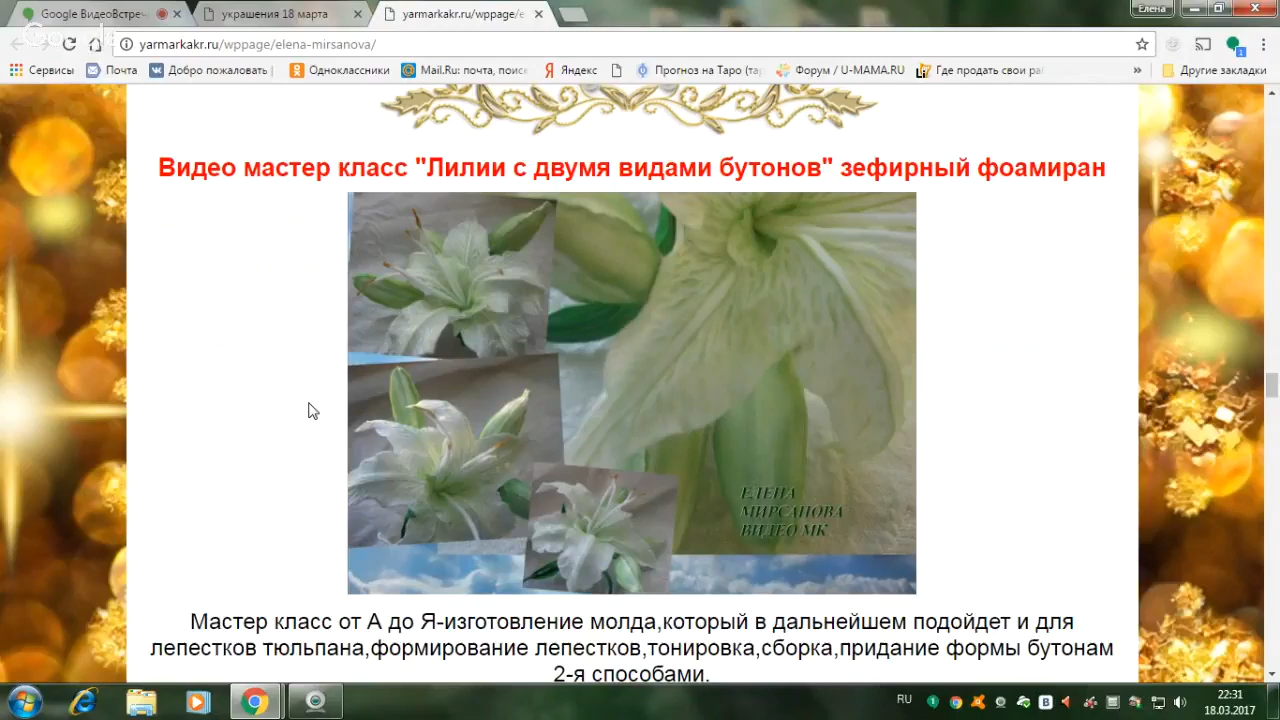 Google ВидеоВстреч
украшения 18 марта
yarmarkakr.ru/wppage/e
Елена
yarmarkakr.ru/wppage/elena-mirsanova/
Сервисы
Почта
Добро пожаловать
Одноклассники
Mail.Ru: почта, поис
Яндекс
Прогноз на Таро (та
Форум / U-MAMA.RU
Где продать свои ра
»
Другие закладки
Видео мастер класс "Лилии с двумя видами бутонов" зефирный фоамиран
ЕЛЕНА
МИРСАНОВА
ВИДЕО МК
Мастер класс от А до Я-изготовление молда,который в дальнейшем подойдет и для
лепестков тюльпана,формирование лепестков,тонировка,сборка,придание формы бутонам
2-я способами.
RU
22:31
18.03.2017